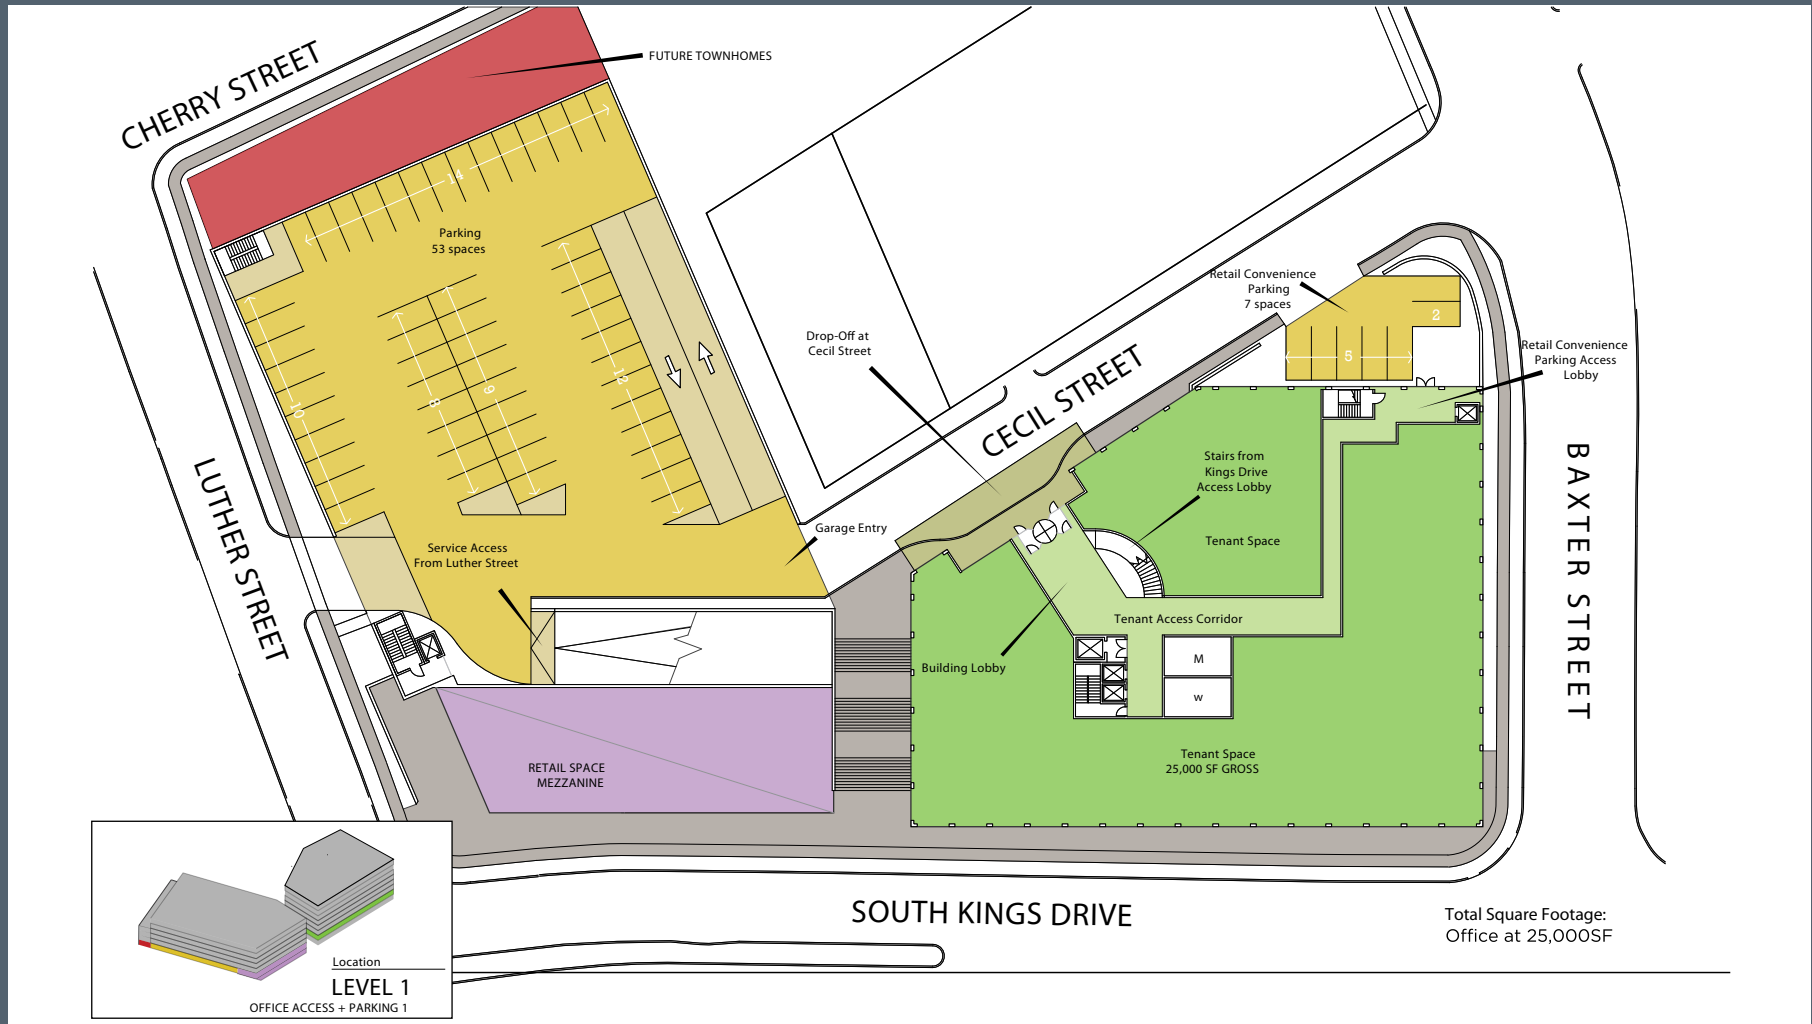 CHERRY STREET
FUTURE TOWNHOMES
14
Parking
53 spaces
10
8
9
12
LUTHER STREET
Service Access
From Luther Street
Garage Entry
Drop-Off at
Cecil Street
CECIL STREET
Retail Convenience
Parking
7 spaces
2
5
Retail Convenience
Parking Access
Lobby
Stairs from
Kings Drive
Access Lobby
Tenant Space
BAXTER STREET
Tenant Access Corridor
Building Lobby
M
w
Tenant Space
25,000 SF GROSS
RETAIL SPACE
MEZZANINE
SOUTH KINGS DRIVE
Total Square Footage:
Office at 25,000SF
Location
LEVEL 1
OFFICE ACCESS + PARKING 1